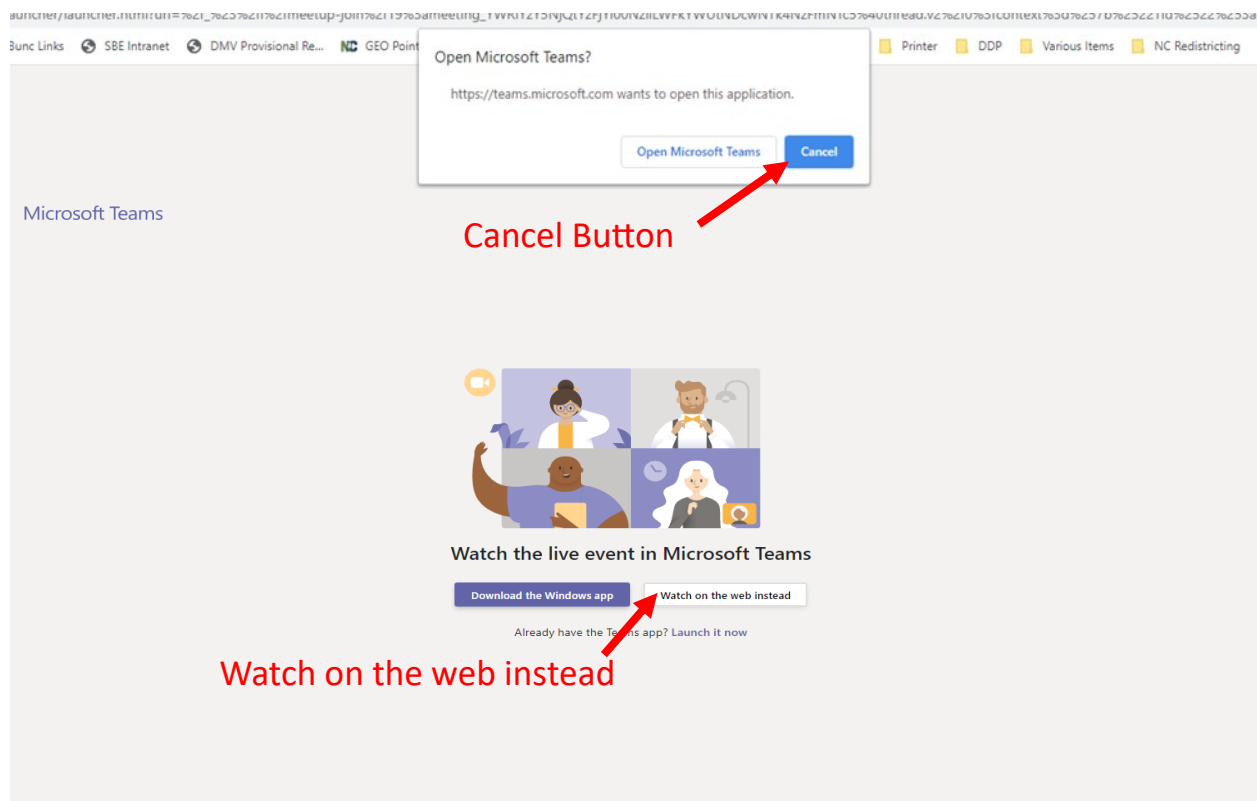 Bunc Links SBE Intranet DMV Provisional Re... NC GEO Point Printer DDP Various Items NC Redistricting
Open Microsoft Teams?
https://teams.microsoft.com wants to open this application.
Open Microsoft Teams Cancel
Microsoft Teams
Cancel Button
Watch the live event in Microsoft Teams
Download the Windows app Watch on the web instead
Already have the Teams app? Launch it now
Watch on the web instead